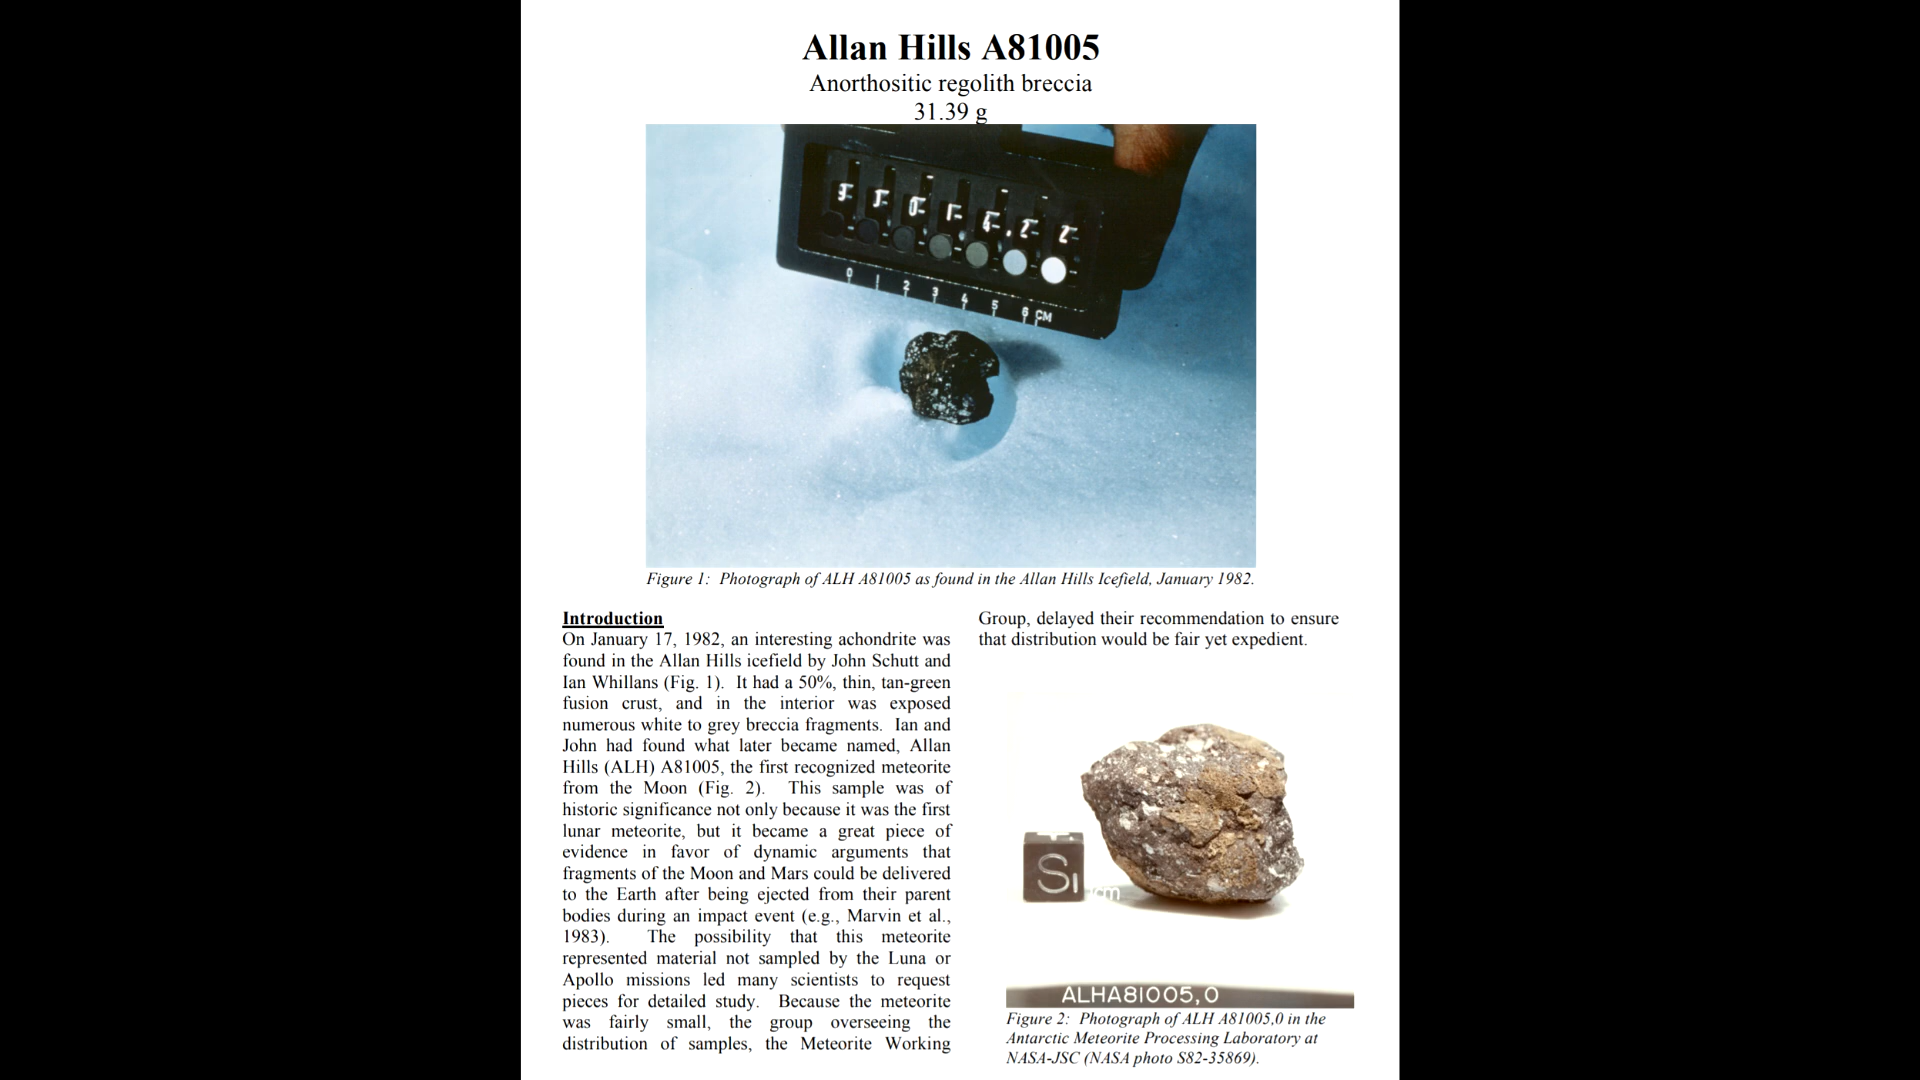 Allan Hills A81005
Anorthositic regolith breccia
31.39 g
0 1 2 3 4 5 6 CM
Figure 1: Photograph of ALH A81005 as found in the Allan Hills Icefield, January 1982.
Introduction
On January 17, 1982, an interesting achondrite was
found in the Allan Hills icefield by John Schutt and
Ian Whillans (Fig. 1). It had a 50%, thin, tan-green
fusion crust, and in the interior was exposed
numerous white to grey breccia fragments. Ian and
John had found what later became named, Allan
Hills (ALH) A81005, the first recognized meteorite
from the Moon (Fig. 2). This sample was of
historic significance not only because it was the first
lunar meteorite, but it became a great piece of
evidence in favor of dynamic arguments that
fragments of the Moon and Mars could be delivered
to the Earth after being ejected from their parent
bodies during an impact event (e.g., Marvin et al.,
1983). The possibility that this meteorite
represented material not sampled by the Luna or
Apollo missions led many scientists to request
pieces for detailed study. Because the meteorite
was fairly small, the group overseeing the
distribution of samples, the Meteorite Working
Group, delayed their recommendation to ensure
that distribution would be fair yet expedient.
cm
ALHA81005,0
Figure 2: Photograph of ALH A81005,0 in the
Antarctic Meteorite Processing Laboratory at
NASA-JSC (NASA photo S82-35869).